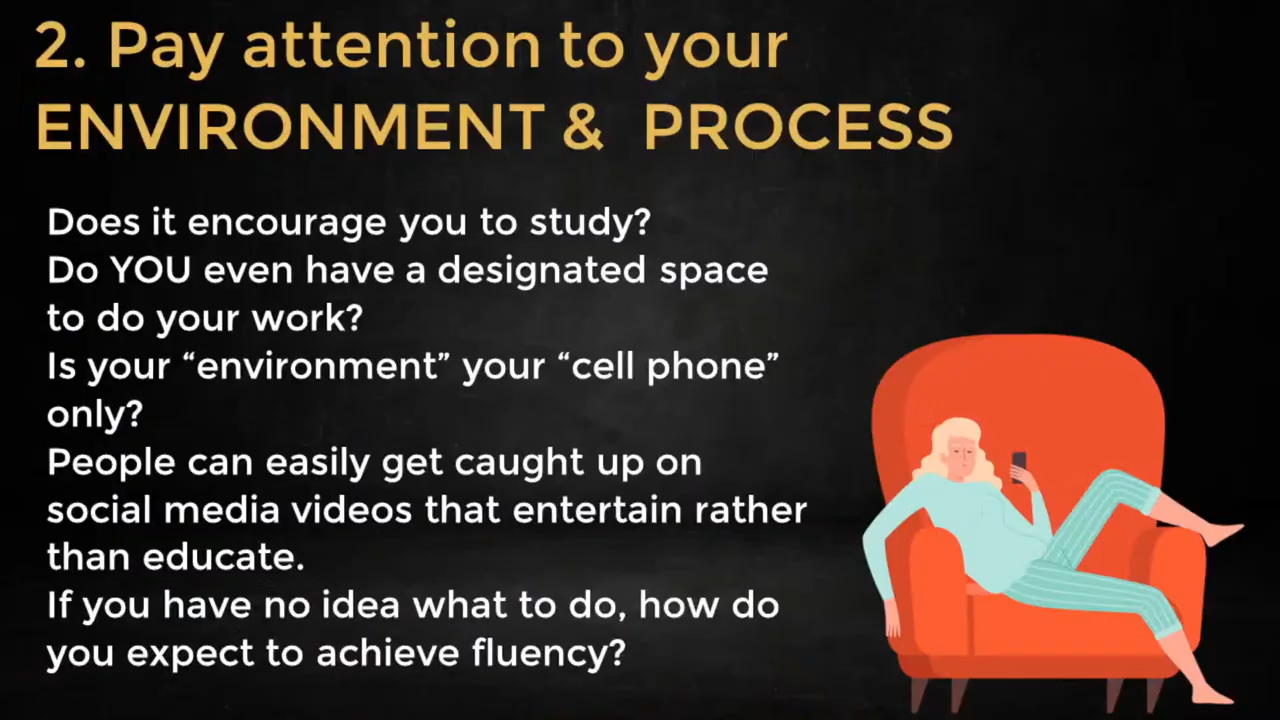 2. Pay attention to your
ENVIRONMENT & PROCESS
Does it encourage you to study?
Do YOU even have a designated space
to do your work?
Is your “environment” your “cell phone”
only?
People can easily get caught up on
social media videos that entertain rather
than educate.
If you have no idea what to do, how do
you expect to achieve fluency?